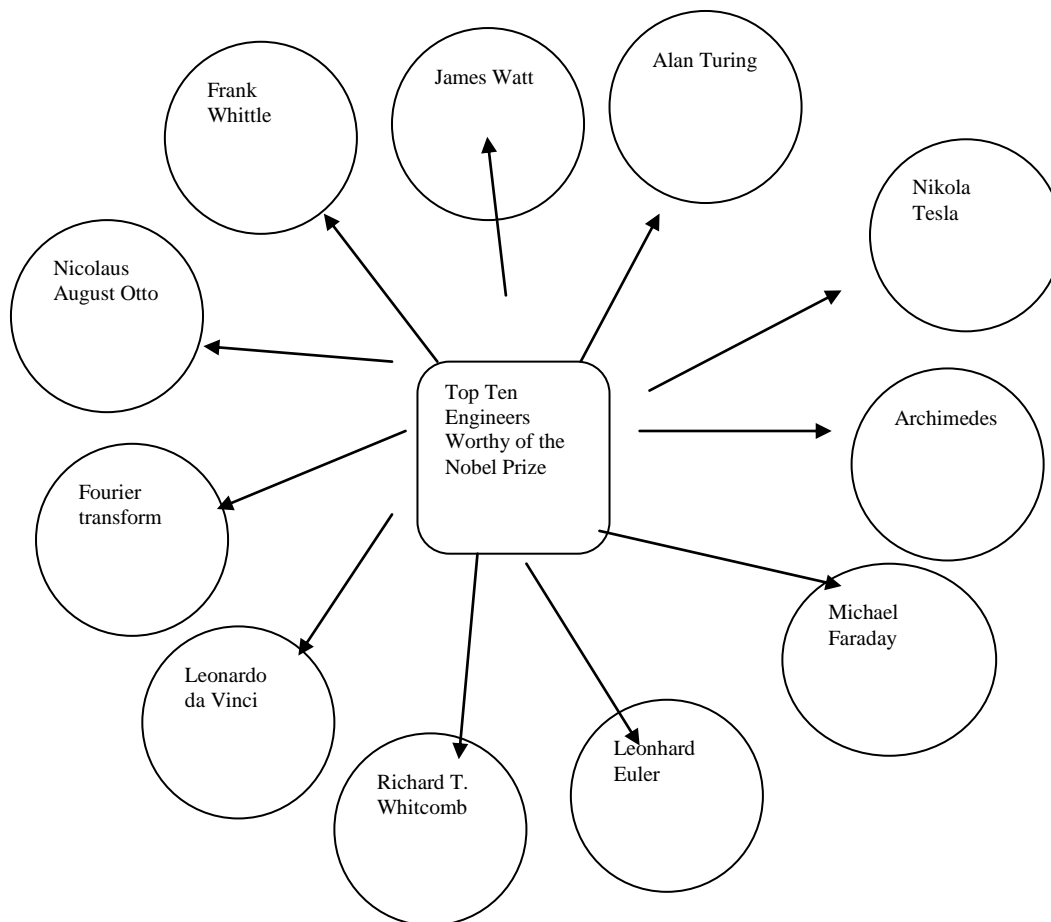 Frank
Whittle
James Watt
Alan Turing
Nikola
Tesla
Nicolaus
August Otto
Top Ten
Engineers
Worthy of the
Nobel Prize
Archimedes
Fourier
transform
Michael
Faraday
Leonardo
da Vinci
Richard T.
Whitcomb
Leonhard
Euler